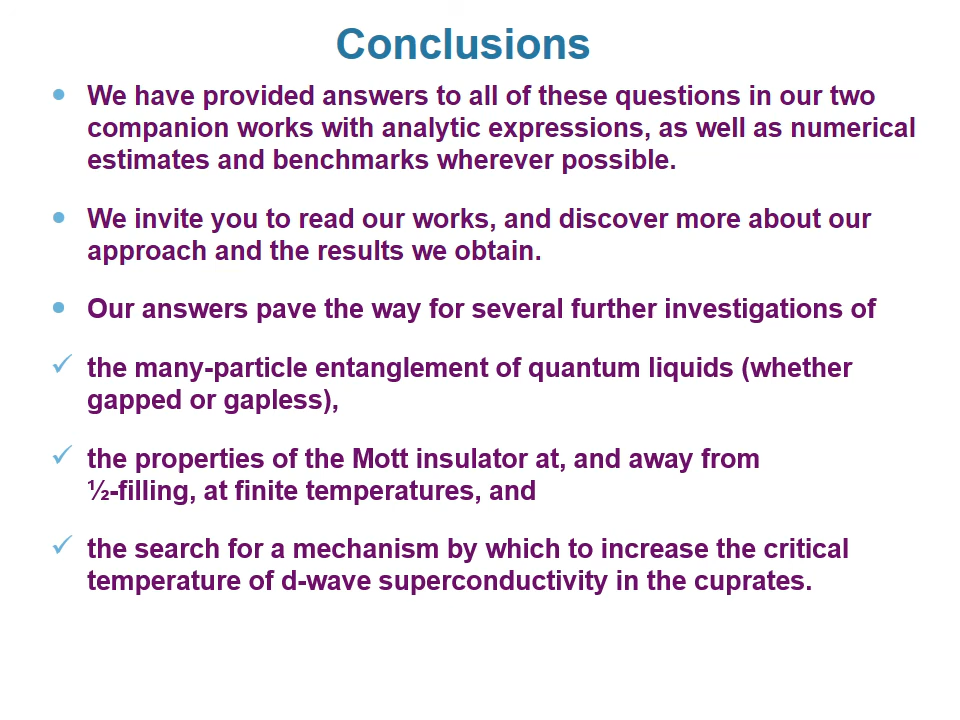 Conclusions
We have provided answers to all of these questions in our two
companion works with analytic expressions, as well as numerical
estimates and benchmarks wherever possible.
We invite you to read our works, and discover more about our
approach and the results we obtain.
Our answers pave the way for several further investigations of
the many-particle entanglement of quantum liquids (whether
gapped or gapless),
the properties of the Mott insulator at, and away from
½-filling, at finite temperatures, and
the search for a mechanism by which to increase the critical
temperature of d-wave superconductivity in the cuprates.